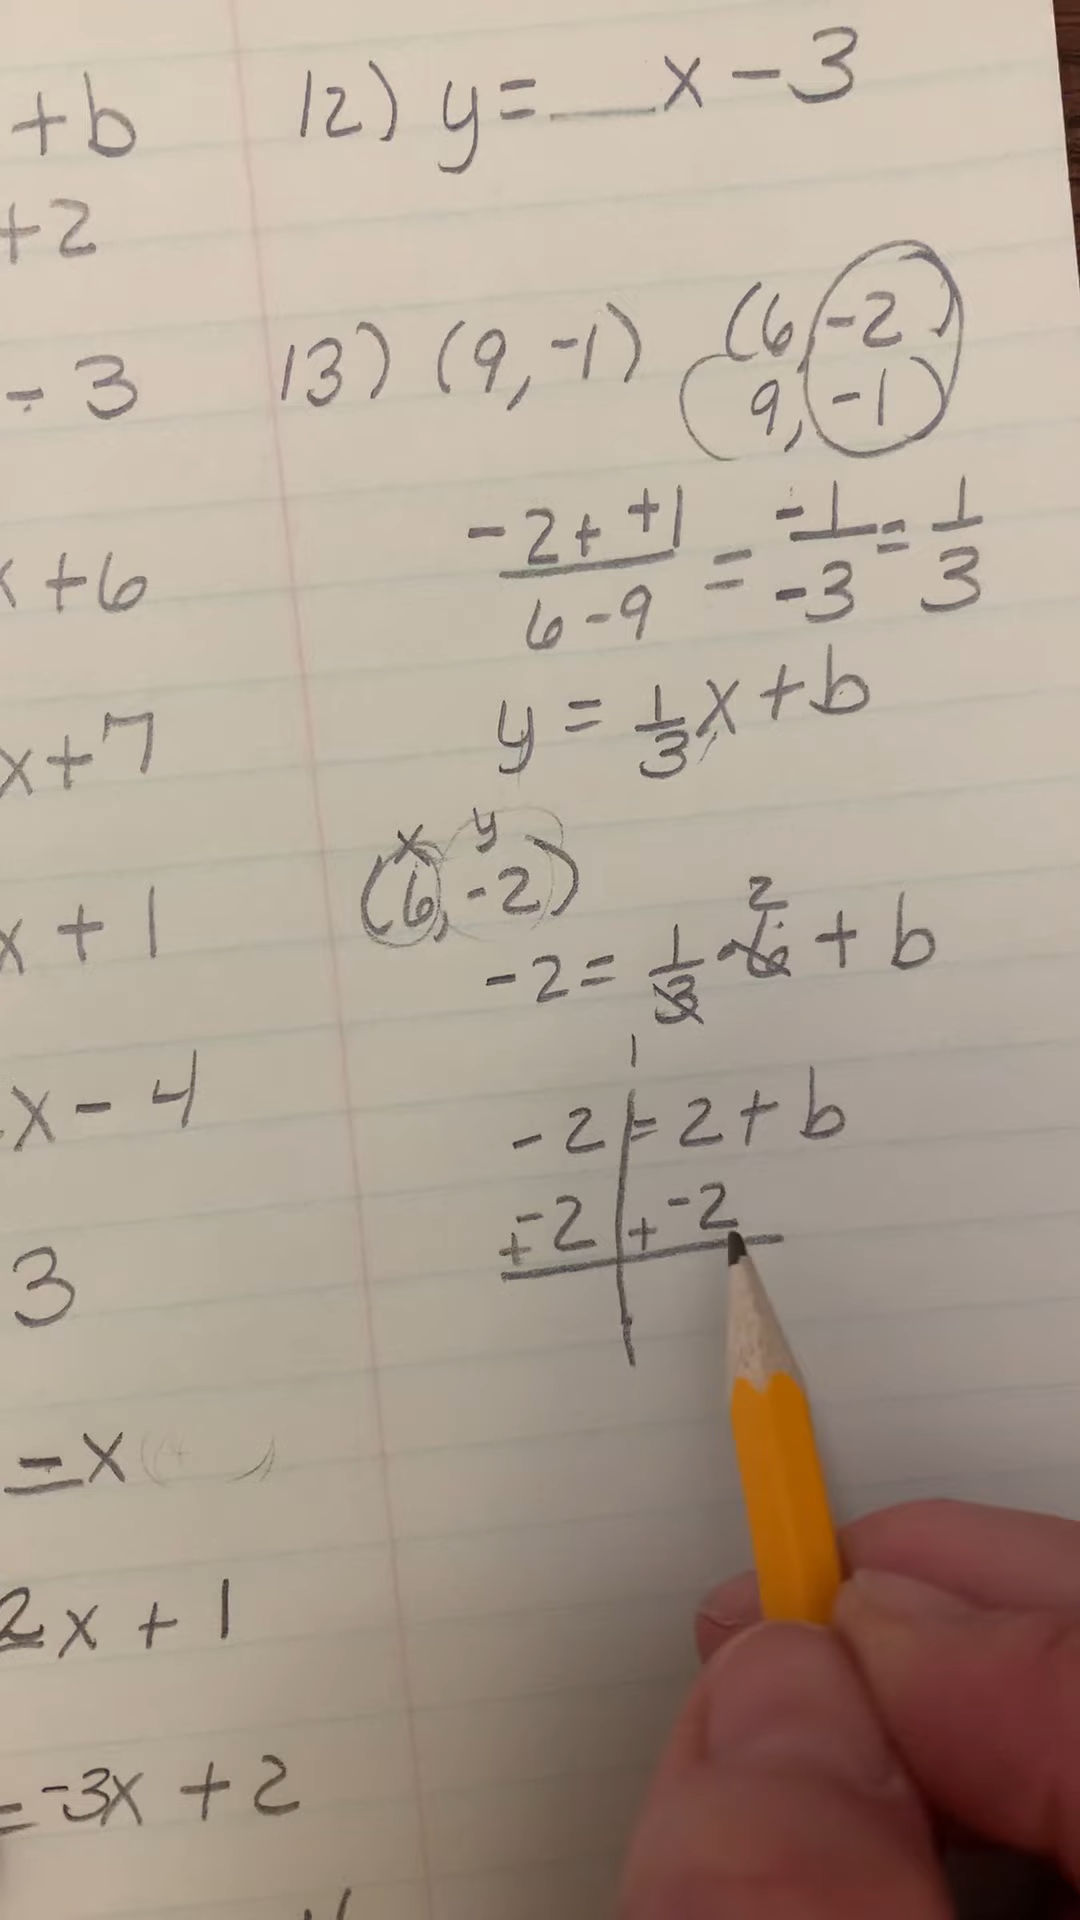 +b
+2
- 3
x+6
x+7
x + 1
x - 4
3
=x
2x + 1
=-3x + 2
12) y=__x-3
13) (9,-1) (6,-2)
(9,-1)
-2++1/6-9 = -1/-3 = 1/3
y = 1/3x+b
x y
(6,-2)
2
-2= 1/3·6+b
1
-2=2+b
+-2 +-2